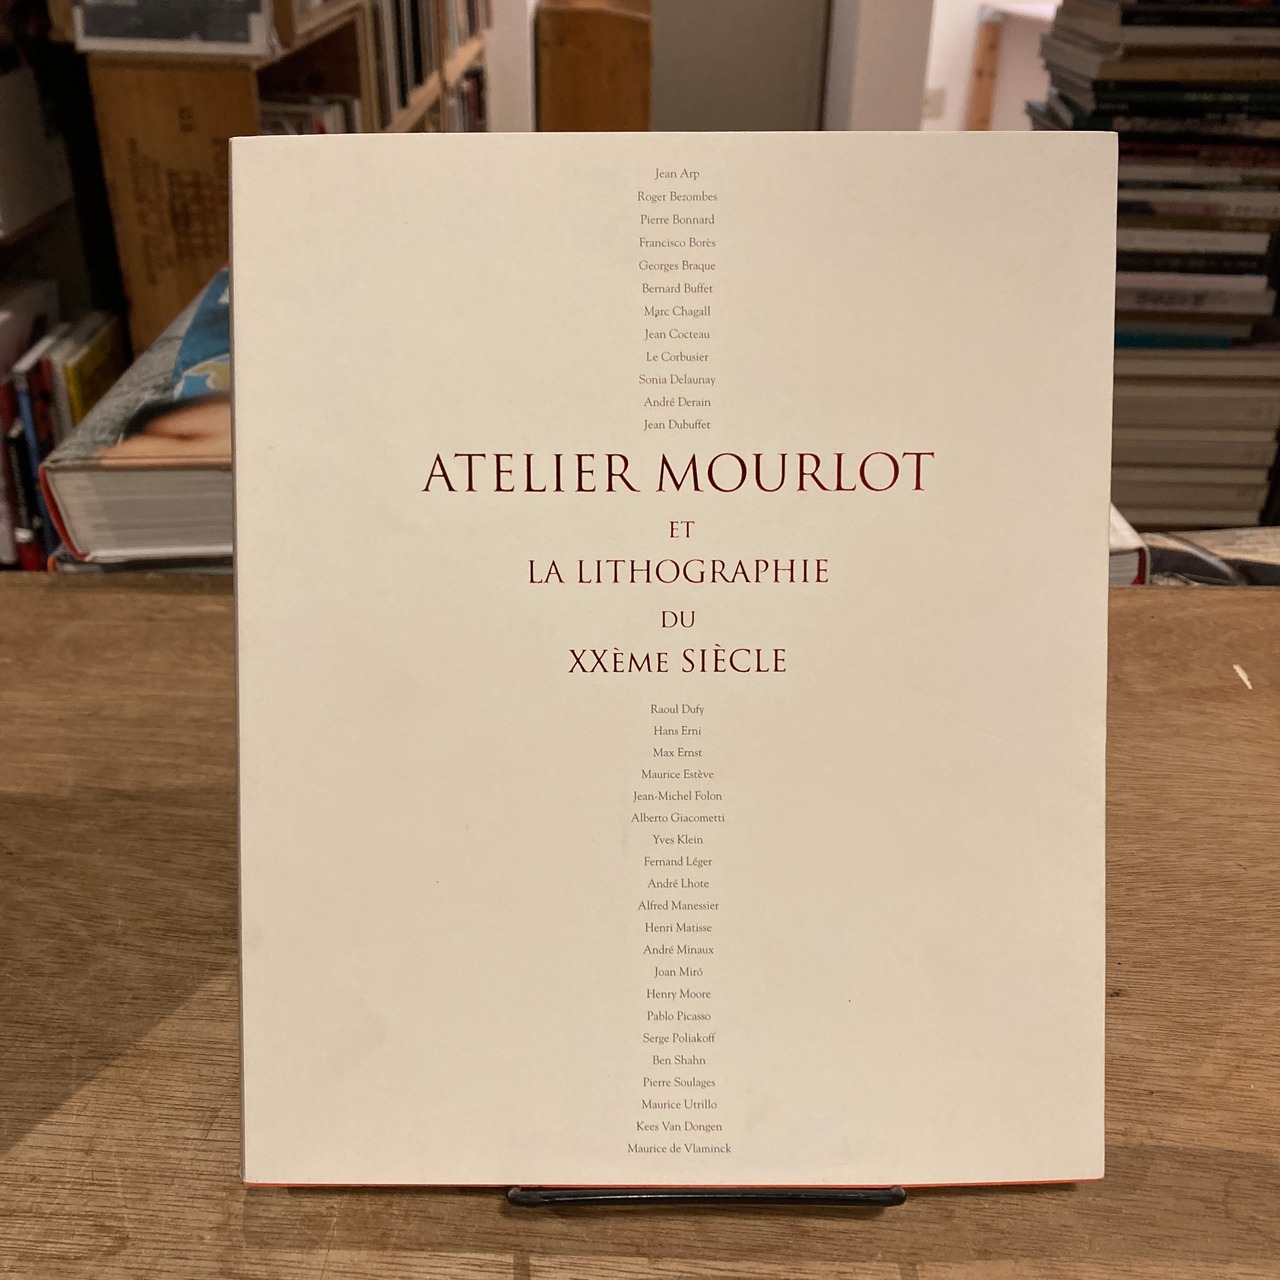 Jean Arp
Roger Bezombes
Pierre Bonnard
Francisco Borès
Georges Braque
Bernard Buffet
Marc Chagall
Jean Cocteau
Le Corbusier
Sonia Delaunay
André Derain
Jean Dubuffet
ATELIER MOURLOT
ET
LA LITHOGRAPHIE
DU
XXÈME SIÈCLE
Raoul Dufy
Hans Erni
Max Ernst
Maurice Estève
Jean-Michel Folon
Alberto Giacometti
Yves Klein
Fernand Léger
André Lhote
Alfred Manessier
Henri Matisse
André Minaux
Joan Miró
Henry Moore
Pablo Picasso
Serge Poliakoff
Ben Shahn
Pierre Soulages
Maurice Utrillo
Kees Van Dongen
Maurice de Vlaminck